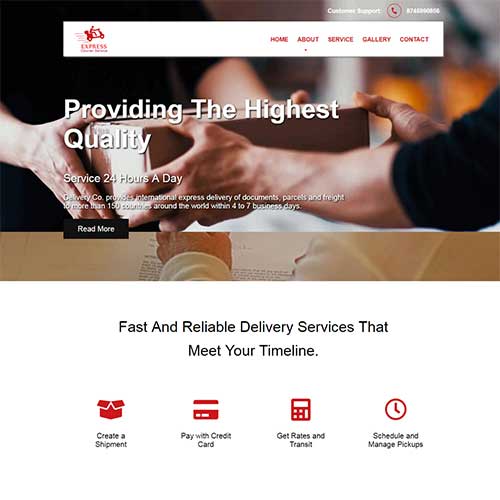 Customer Support: 8745990805
EXPRESS
Courier Service
HOME ABOUT SERVICE GALLERY CONTACT
Providing The Highest
Quality
Service 24 Hours A Day
Delivery Co. provides international express delivery of documents, parcels and freight
to more than 150 countries around the world within 4 to 7 business days.
Read More
Fast And Reliable Delivery Services That
Meet Your Timeline.
Create a
Shipment
Pay with Credit
Card
Get Rates and
Transit
Schedule and
Manage Pickups